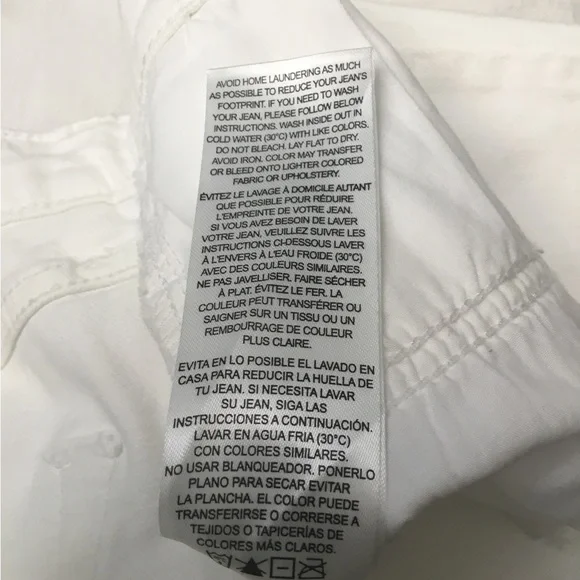 AVOID HOME LAUNDERING AS MUCH
AS POSSIBLE TO REDUCE YOUR JEAN'S
FOOTPRINT. IF YOU NEED TO WASH
YOUR JEAN, PLEASE FOLLOW BELOW
INSTRUCTIONS. WASH INSIDE OUT IN
COLD WATER (30°C) WITH LIKE COLORS.
DO NOT BLEACH. LAY FLAT TO DRY.
AVOID IRON. COLOR MAY TRANSFER
OR BLEED ONTO LIGHTER COLORED
FABRIC OR UPHOLSTERY.
ÉVITEZ LE LAVAGE À DOMICILE AUTANT
QUE POSSIBLE POUR RÉDUIRE
L'EMPREINTE DE VOTRE JEAN.
SI VOUS AVEZ BESOIN DE LAVER
VOTRE JEAN, VEUILLEZ SUIVRE LES
INSTRUCTIONS CI-DESSOUS LAVER
À L'ENVERS À L'EAU FROIDE (30°C)
AVEC DES COULEURS SIMILAIRES.
NE PAS JAVELLISER. FAIRE SÉCHER
À PLAT. ÉVITEZ LE FER. LA
COULEUR PEUT TRANSFÉRER OU
SAIGNER SUR UN TISSU OU UN
REMBOURRAGE DE COULEUR
PLUS CLAIRE.
EVITA EN LO POSIBLE EL LAVADO EN
CASA PARA REDUCIR LA HUELLA DE
TU JEAN. SI NECESITA LAVAR
SU JEAN, SIGA LAS
INSTRUCCIONES A CONTINUACIÓN.
LAVAR EN AGUA FRIA (30°C)
CON COLORES SIMILARES.
NO USAR BLANQUEADOR. PONERLO
PLANO PARA SECAR EVITAR
LA PLANCHA. EL COLOR PUEDE
TRANSFERIRSE O CORRERSE A
TEJIDOS O TAPICERÍAS DE
COLORES MÁS CLAROS.